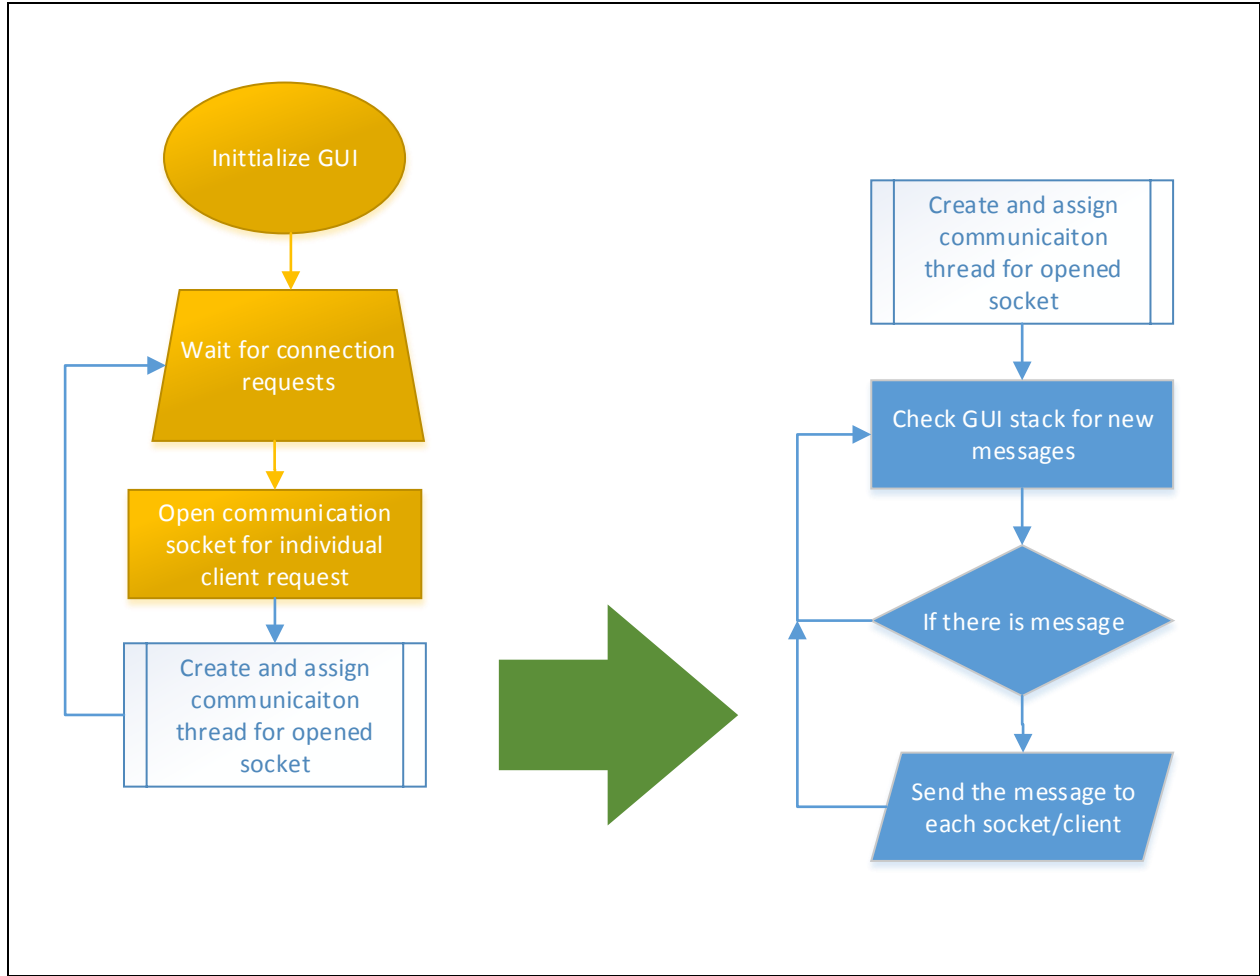 Inittialize GUI
Wait for connection
requests
Open communication
socket for individual
client request
Create and assign
communicaiton
thread for opened
socket
Create and assign
communicaiton
thread for opened
socket
Check GUI stack for new
messages
If there is message
Send the message to
each socket/client